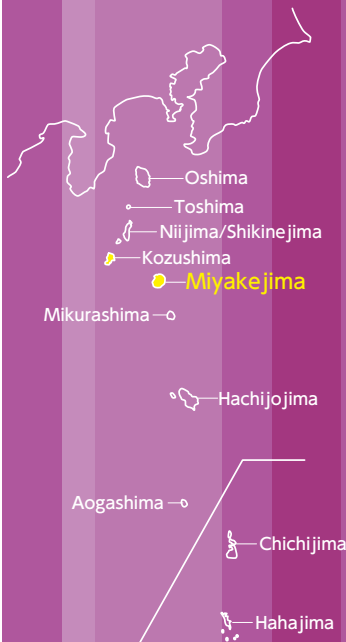 Oshima
Toshima
Niijima/Shikinejima
Kozushima
Miyakejima
Mikurashima
Hachijojima
Aogashima
Chichijima
Hahajima